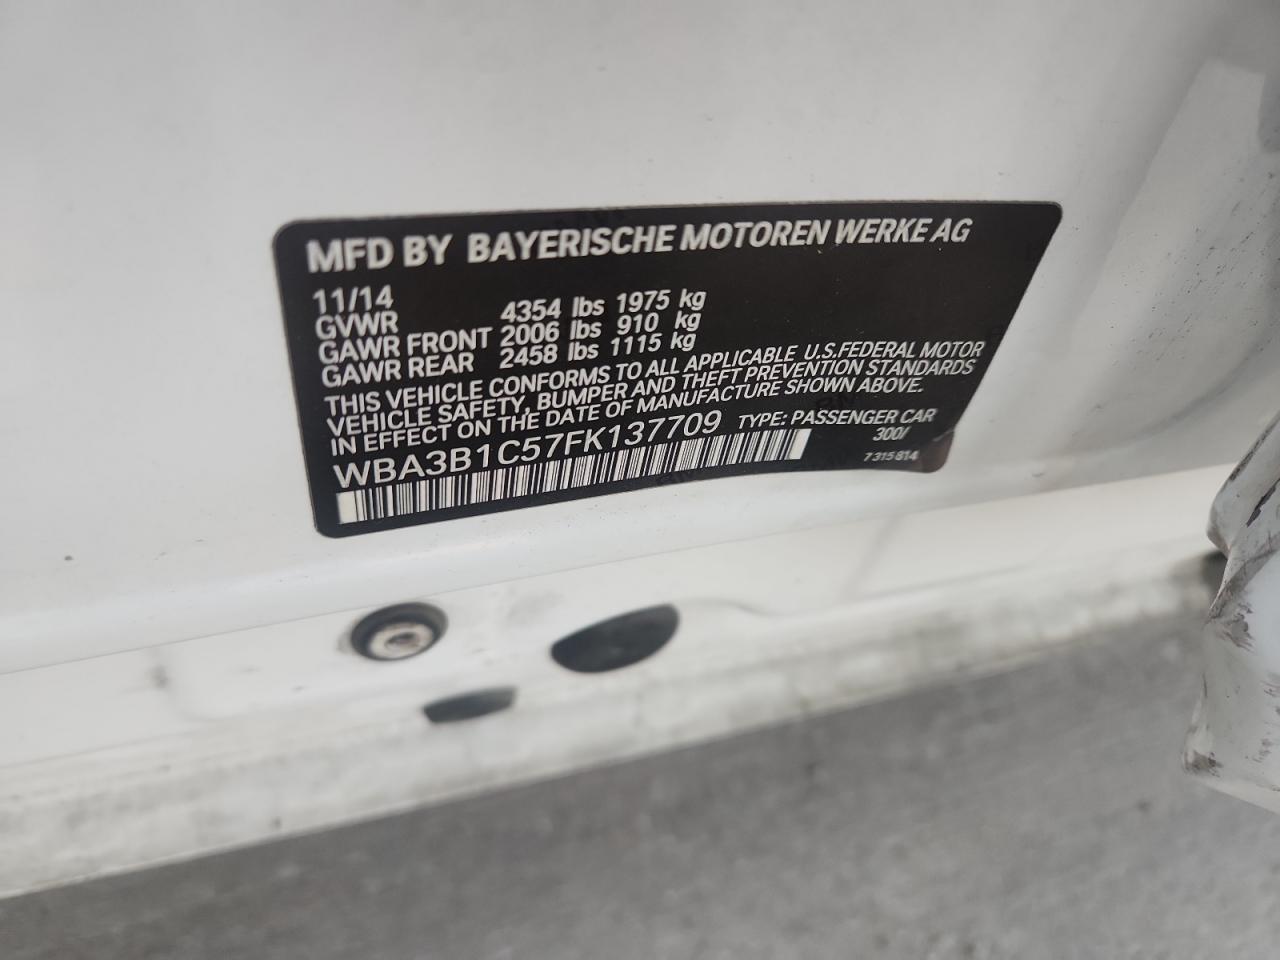 MFD BY BAYERISCHE MOTOREN WERKE AG
11/14
GVWR 4354 lbs 1975 kg
GAWR FRONT 2006 lbs 910 kg
GAWR REAR 2458 lbs 1115 kg
THIS VEHICLE CONFORMS TO ALL APPLICABLE U.S.FEDERAL MOTOR
VEHICLE SAFETY, BUMPER AND THEFT PREVENTION STANDARDS
IN EFFECT ON THE DATE OF MANUFACTURE SHOWN ABOVE.
WBA3B1C57FK137709 TYPE: PASSENGER CAR
300/
7 315 814